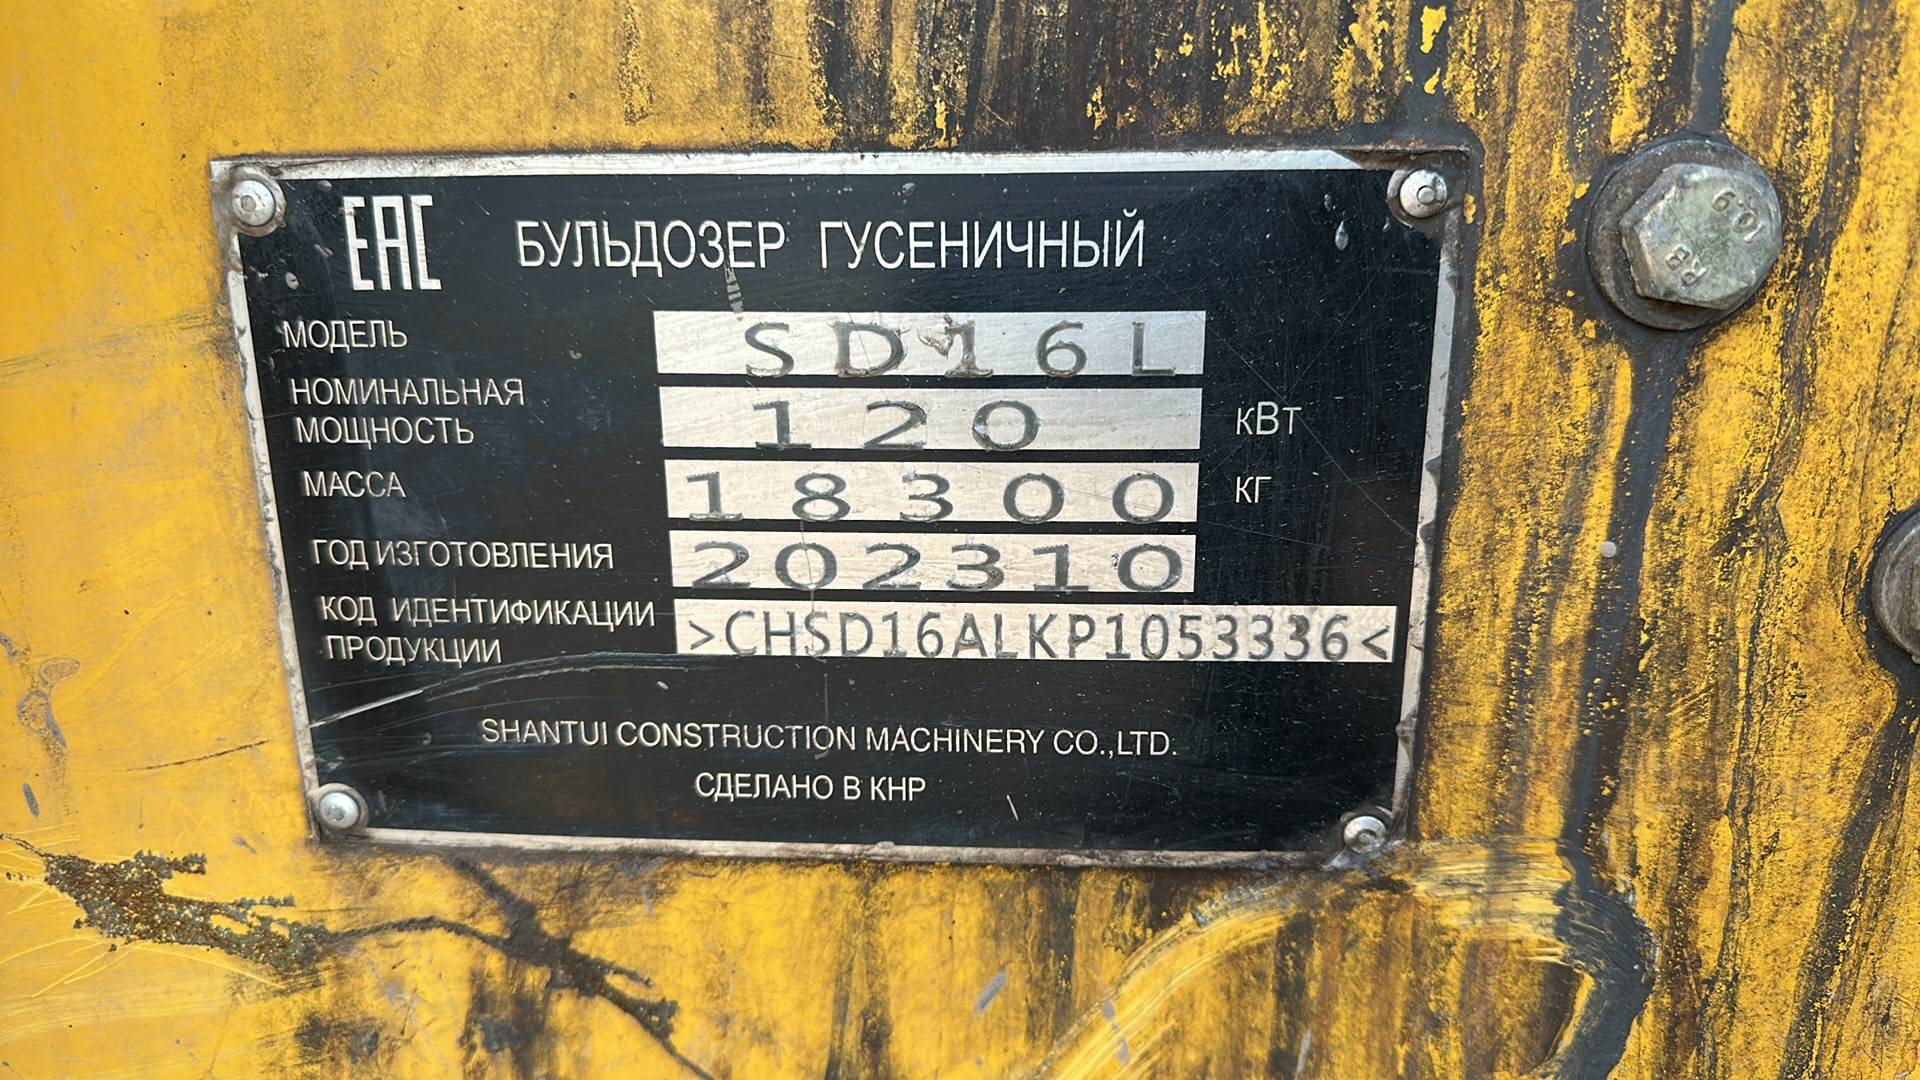 EAC БУЛЬДОЗЕР ГУСЕНИЧНЫЙ
МОДЕЛЬ SD16L
НОМИНАЛЬНАЯ
МОЩНОСТЬ 120 кВт
МАССА 18300 КГ
ГОД ИЗГОТОВЛЕНИЯ 202310
КОД ИДЕНТИФИКАЦИИ
ПРОДУКЦИИ >CHSD16ALKP1053336<
SHANTUI CONSTRUCTION MACHINERY CO.,LTD.
СДЕЛАНО В КНР
10.9
RB